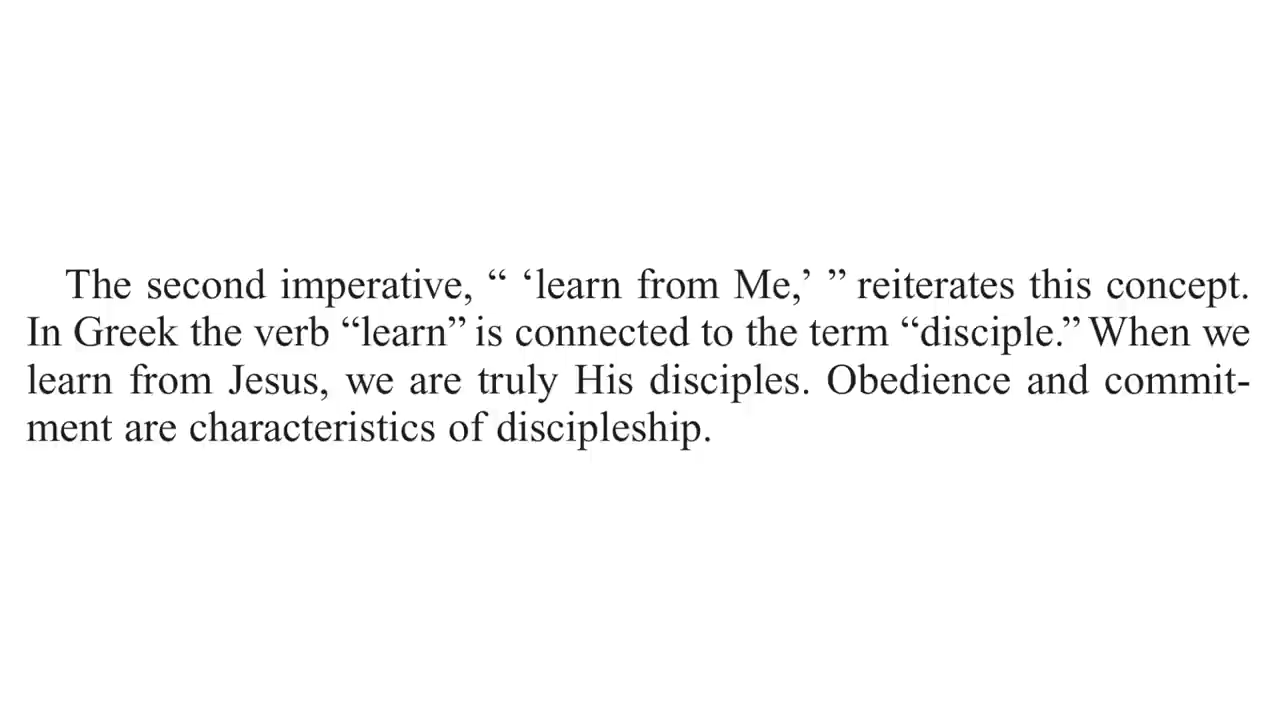 The second imperative, “ ‘learn from Me,’ ” reiterates this concept.
In Greek the verb “learn” is connected to the term “disciple.” When we
learn from Jesus, we are truly His disciples. Obedience and commit-
ment are characteristics of discipleship.